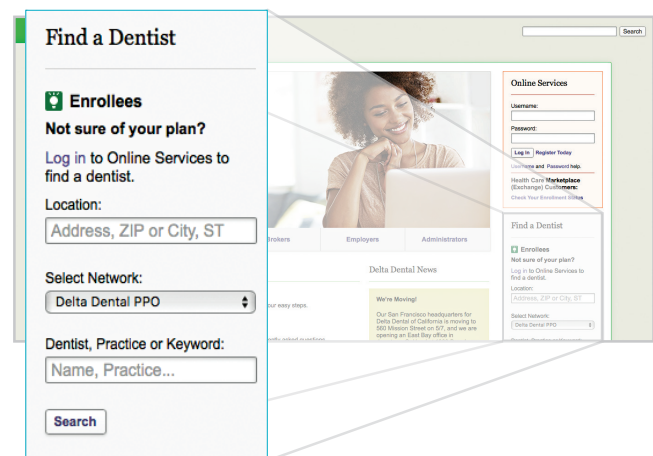 Find a Dentist
Enrollees
Not sure of your plan?
Log in to Online Services to
find a dentist.
Location:
Address, ZIP or City, ST
Select Network:
Delta Dental PPO
Dentist, Practice or Keyword:
Name, Practice...
Search
Search
Online Services
Username:
Password:
Log In Register Today
Username and Password help.
Health Care Marketplace
(Exchange) Customers:
Check Your Enrollment Status
Find a Dentist
Enrollees
Not sure of your plan?
Log in to Online Services to
find a dentist.
Location:
Address, ZIP or City, ST
Select Network:
Delta Dental PPO
Employers
Administrators
Delta Dental News
We're Moving!
Our San Francisco headquarters for
Delta Dental of California is moving to
560 Mission Street on 5/7, and we are
opening an East Bay office in
our easy steps.